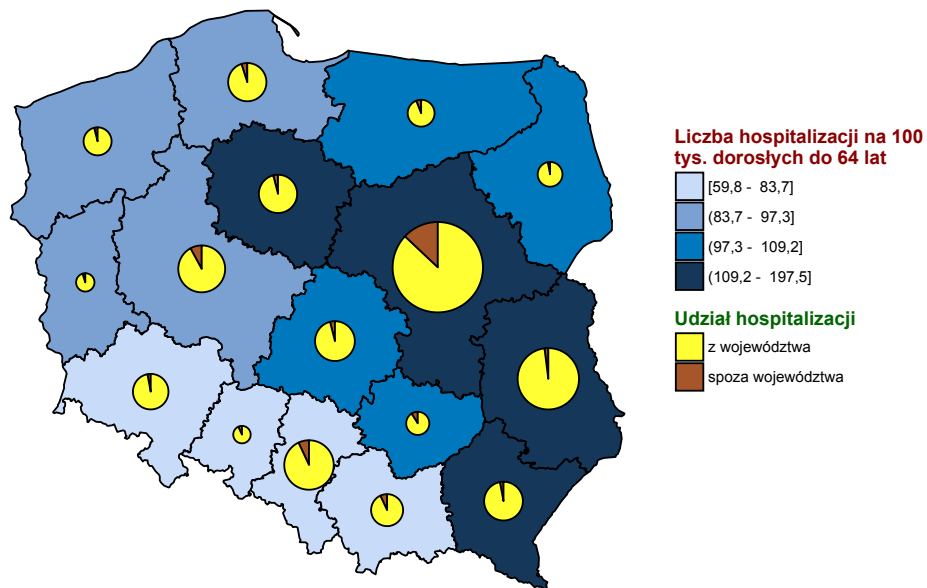 Liczba hospitalizacji na 100
tys. dorosłych do 64 lat
[59,8 - 83,7]
(83,7 - 97,3]
(97,3 - 109,2]
(109,2 - 197,5]
Udział hospitalizacji
z województwa
spoza województwa